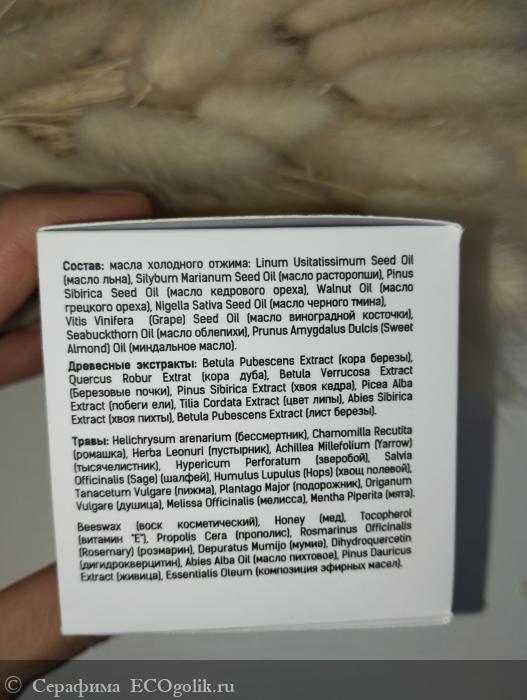 Состав: масла холодного отжима: Linum Usitatissimum Seed Oil
(масло льна), Silybum Marianum Seed Oil (масло расторопши), Pinus
Sibirica Seed Oil (масло кедрового ореха), Walnut Oil (масло
грецкого ореха), Nigella Sativa Seed Oil (масло черного тмина),
Vitis Vinifera (Grape) Seed Oil (масло виноградной косточки),
Seabuckthorn Oil (масло облепихи), Prunus Amygdalus Dulcis (Sweet
Almond) Oil (миндальное масло).
Древесные экстракты: Betula Pubescens Extract (кора березы),
Quercus Robur Extrat (кора дуба), Betula Verrucosa Extract
(Березовые почки), Pinus Sibirica Extract (хвоя кедра), Picea Alba
Extract (побеги ели), Tilia Cordata Extract (цвет липы), Abies Sibirica
Extract (хвоя пихты), Betula Pubescens Extract (лист березы).
Травы: Helichrysum arenarium (бессмертник), Chamomilla Recutita
(ромашка), Herba Leonuri (пустырник), Achillea Millefolium (Yarrow)
(тысячелистник), Hypericum Perforatum (зверобой), Salvia
Officinalis (Sage) (шалфей), Humulus Lupulus (Hops) (хвощ полевой),
Tanacetum Vulgare (пижма), Plantago Major (подорожник), Origanum
Vulgare (душица), Melissa Officinalis (мелисса), Mentha Piperita (мята).
Beeswax (воск косметический), Honey (мед), Tocopherol
(витамин "Е"), Propolis Cera (прополис), Rosmarinus Officinalis
(Rosemary) (розмарин), Depuratus Mumijo (мумие), Dihydroquercetin
(дигидрокверцитин), Abies Alba Oil (масло пихтовое), Pinus Dauricus
Extract (живица), Essentialis Oleum (композиция эфирных масел).
© Серафима ECOgolik.ru